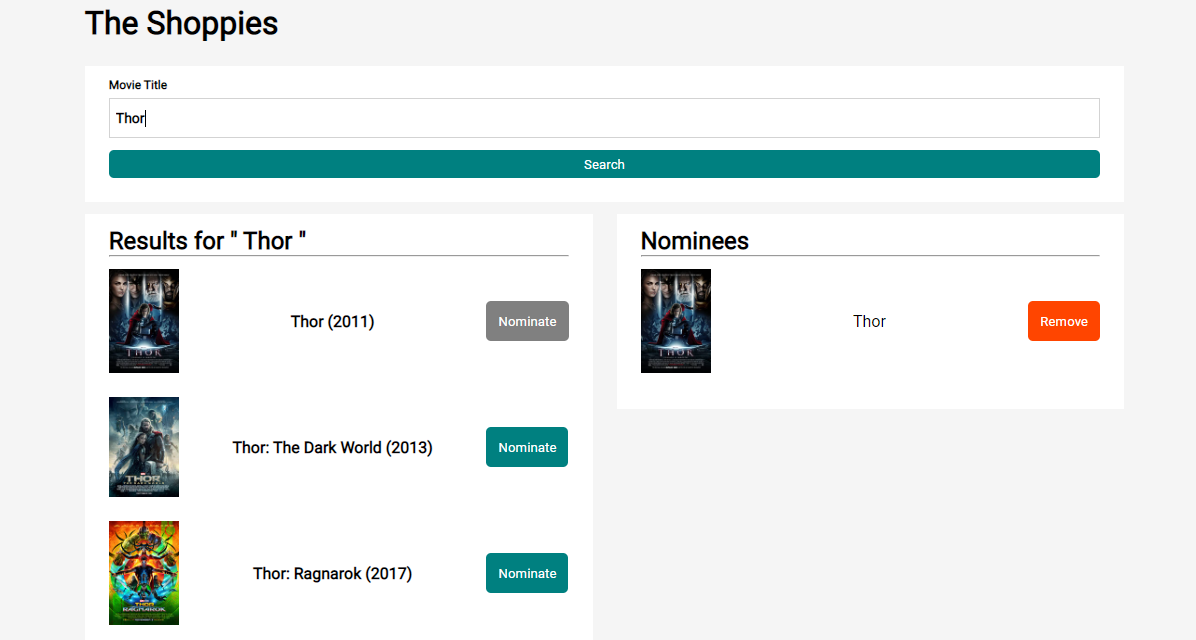 The Shoppies
Movie Title
Thor
Search
Results for " Thor "
THOR
Thor (2011)
Nominate
THOR
Thor: The Dark World (2013)
Nominate
THOR
RAGNAROK
Thor: Ragnarok (2017)
Nominate
Nominees
THOR
Thor
Remove